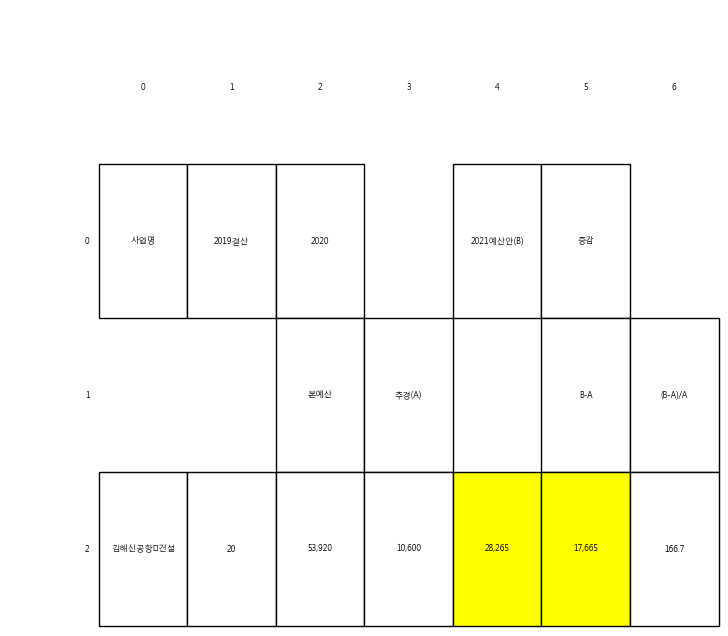 0 1 2 3 4 5 6
0 사업명 2019결산 2020 2021예산안(B) 증감
1 본예산 추경(A) B-A (B-A)/A
2 김해신공항□건설 20 53,920 10,600 28,265 17,665 166.7